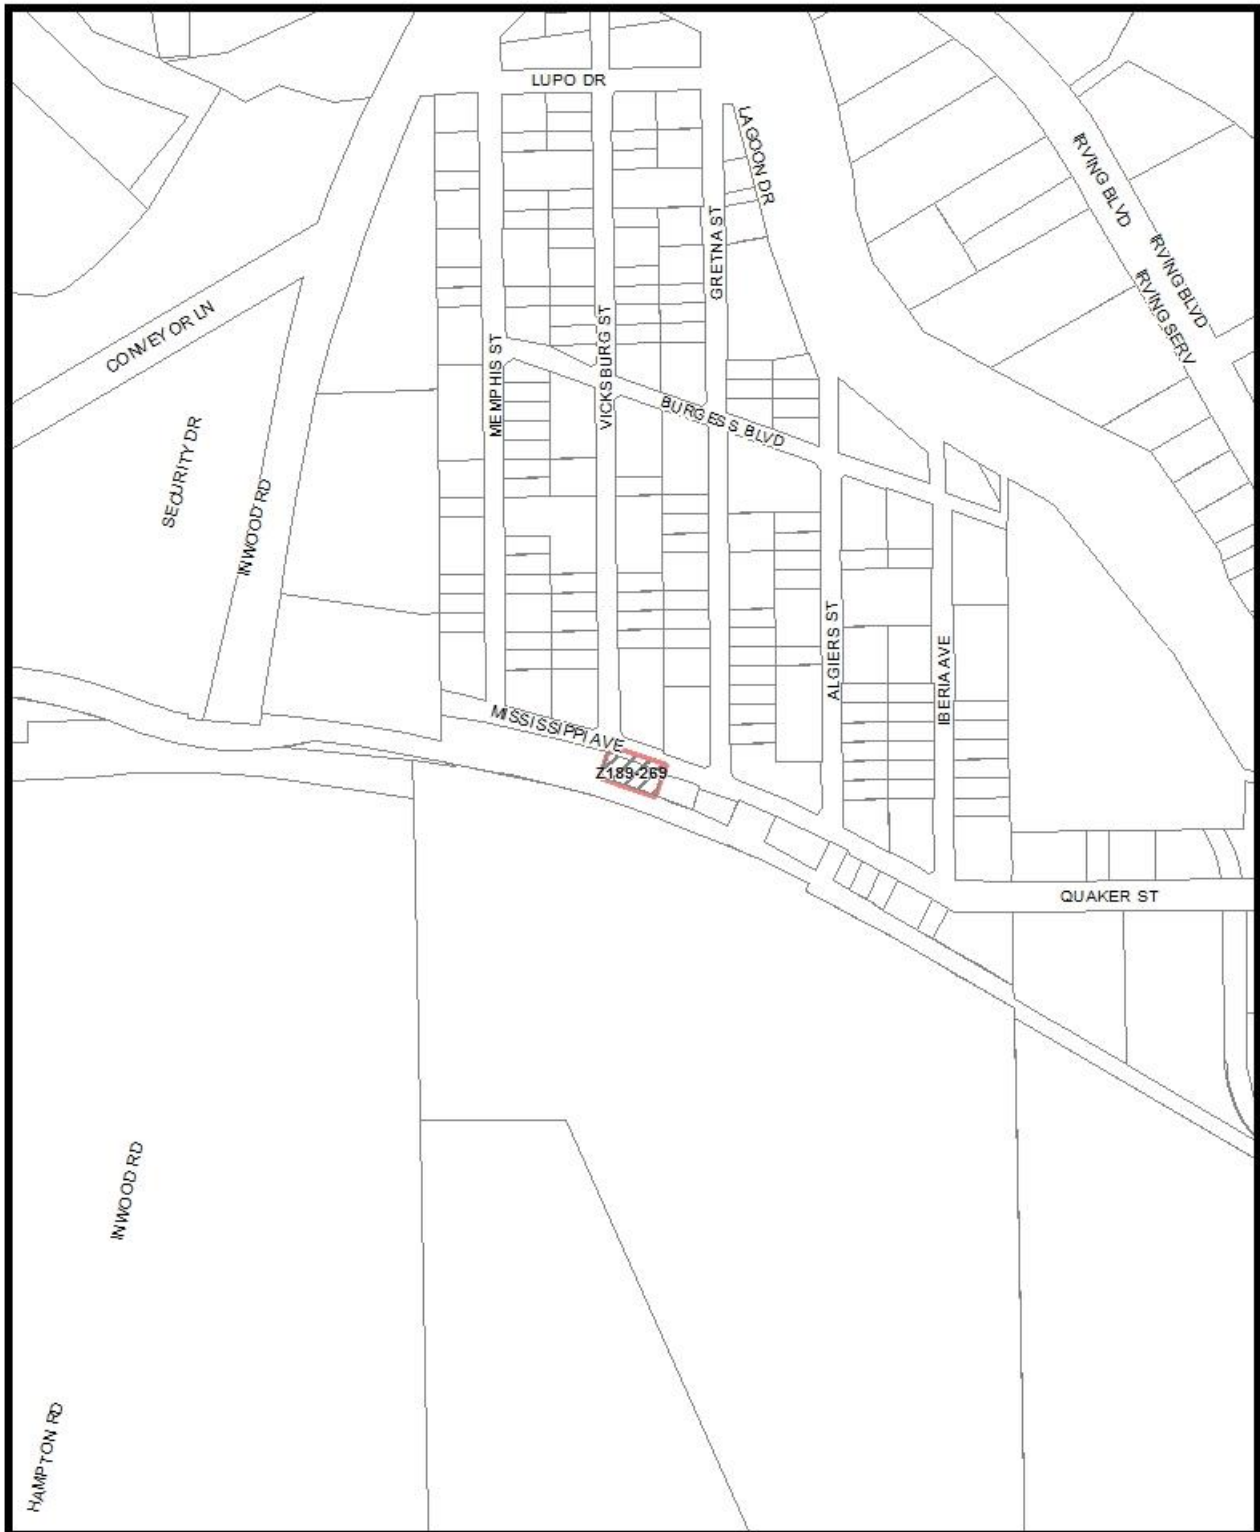 LUPO DR
LAGOON DR
IRVING BLVD
IRVING BLVD
IRVING SERV
GRETNA ST
CONVEYOR LN
MEMPHIS ST
VICKSBURG ST
BURGESS BLVD
SECURITY DR
INWOOD RD
ALGIERS ST
IBERIA AVE
MISSISSIPPI AVE
Z189-269
QUAKER ST
INWOOD RD
HAMPTON RD